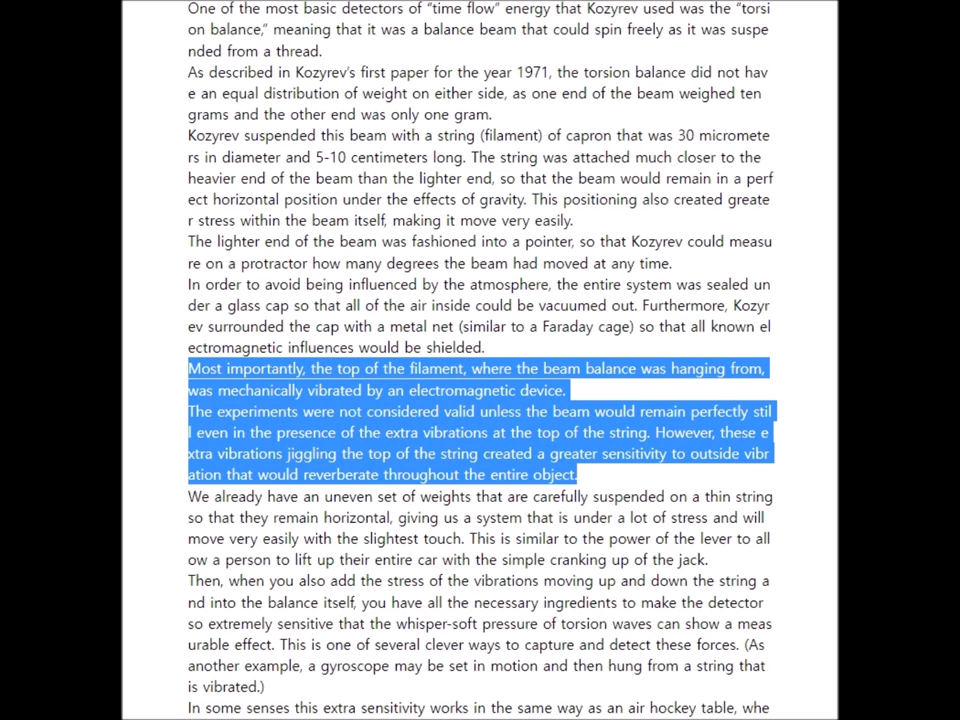 One of the most basic detectors of “time flow” energy that Kozyrev used was the “torsi
on balance,” meaning that it was a balance beam that could spin freely as it was suspe
nded from a thread.
As described in Kozyrev’s first paper for the year 1971, the torsion balance did not hav
e an equal distribution of weight on either side, as one end of the beam weighed ten
grams and the other end was only one gram.
Kozyrev suspended this beam with a string (filament) of capron that was 30 micromete
rs in diameter and 5-10 centimeters long. The string was attached much closer to the
heavier end of the beam than the lighter end, so that the beam would remain in a perf
ect horizontal position under the effects of gravity. This positioning also created greate
r stress within the beam itself, making it move very easily.
The lighter end of the beam was fashioned into a pointer, so that Kozyrev could measu
re on a protractor how many degrees the beam had moved at any time.
In order to avoid being influenced by the atmosphere, the entire system was sealed un
der a glass cap so that all of the air inside could be vacuumed out. Furthermore, Kozyr
ev surrounded the cap with a metal net (similar to a Faraday cage) so that all known el
ectromagnetic influences would be shielded.
Most importantly, the top of the filament, where the beam balance was hanging from,
was mechanically vibrated by an electromagnetic device.
The experiments were not considered valid unless the beam would remain perfectly stil
l even in the presence of the extra vibrations at the top of the string. However, these e
xtra vibrations jiggling the top of the string created a greater sensitivity to outside vibr
ation that would reverberate throughout the entire object.
We already have an uneven set of weights that are carefully suspended on a thin string
so that they remain horizontal, giving us a system that is under a lot of stress and will
move very easily with the slightest touch. This is similar to the power of the lever to all
ow a person to lift up their entire car with the simple cranking up of the jack.
Then, when you also add the stress of the vibrations moving up and down the string a
nd into the balance itself, you have all the necessary ingredients to make the detector
so extremely sensitive that the whisper-soft pressure of torsion waves can show a meas
urable effect. This is one of several clever ways to capture and detect these forces. (As
another example, a gyroscope may be set in motion and then hung from a string that
is vibrated.)
In some senses this extra sensitivity works in the same way as an air hockey table, whe